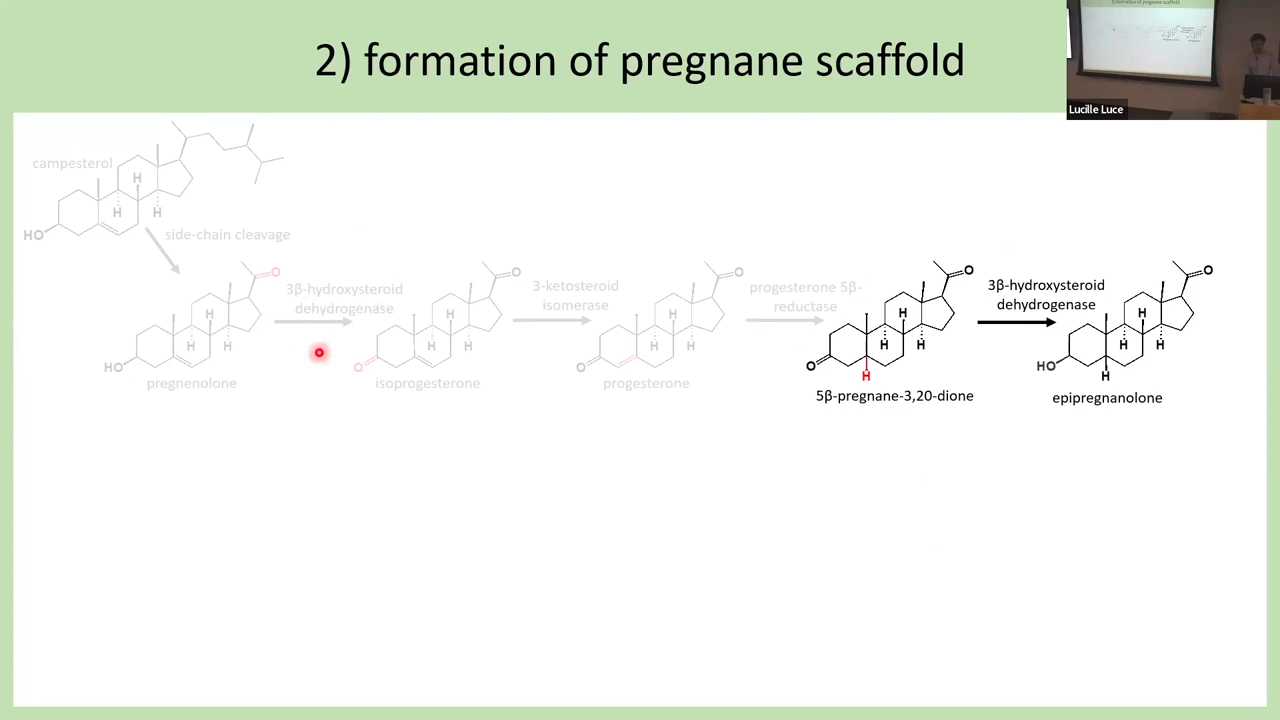 2) formation of pregnane scaffold
Lucille Luce
campesterol
HO
H
H
H
side-chain cleavage
O
HO
H
H
H
pregnenolone
3β-hydroxysteroid
dehydrogenase
O
O
H
H
H
isoprogesterone
3-ketosteroid
isomerase
O
O
H
H
H
progesterone
progesterone 5β-
reductase
O
O
H
H
H
H
5β-pregnane-3,20-dione
3β-hydroxysteroid
dehydrogenase
O
HO
H
H
H
H
epipregnanolone